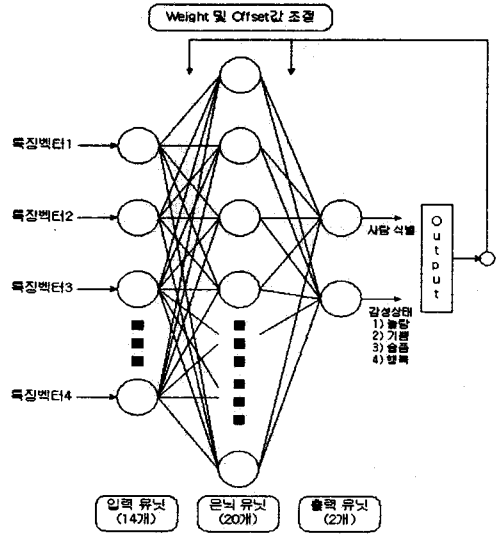 Weight 및 Offset값 조절
특징벡터1
특징벡터2
특징벡터3
특징벡터4
사람 식별
감성상태
1) 놀람
2) 기쁨
3) 슬픔
4) 행복
Output
입력 유닛
(14개)
은닉 유닛
(20개)
출력 유닛
(2개)